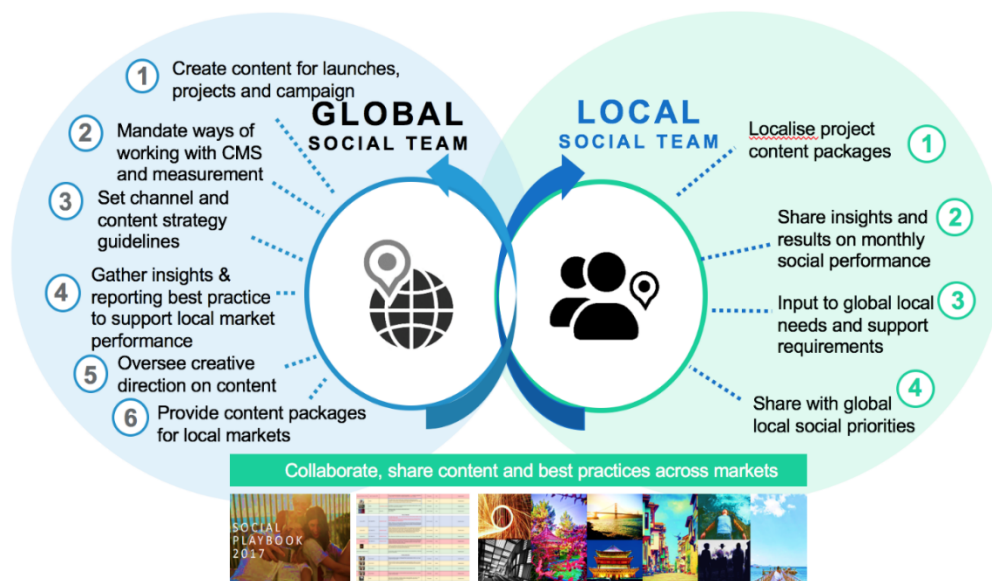 GLOBAL
SOCIAL TEAM
1
Create content for launches,
projects and campaign
2
Mandate ways of
working with CMS
and measurement
3
Set channel and
content strategy
guidelines
4
Gather insights &
reporting best practice
to support local market
performance
5
Oversee creative
direction on content
6
Provide content packages
for local markets
LOCAL
SOCIAL TEAM
Localise project
content packages
1
Share insights and
results on monthly
social performance
2
Input to global local
needs and support
requirements
3
Share with global
local social priorities
4
Collaborate, share content and best practices across markets
SOCIAL
PLAYBOOK
2017